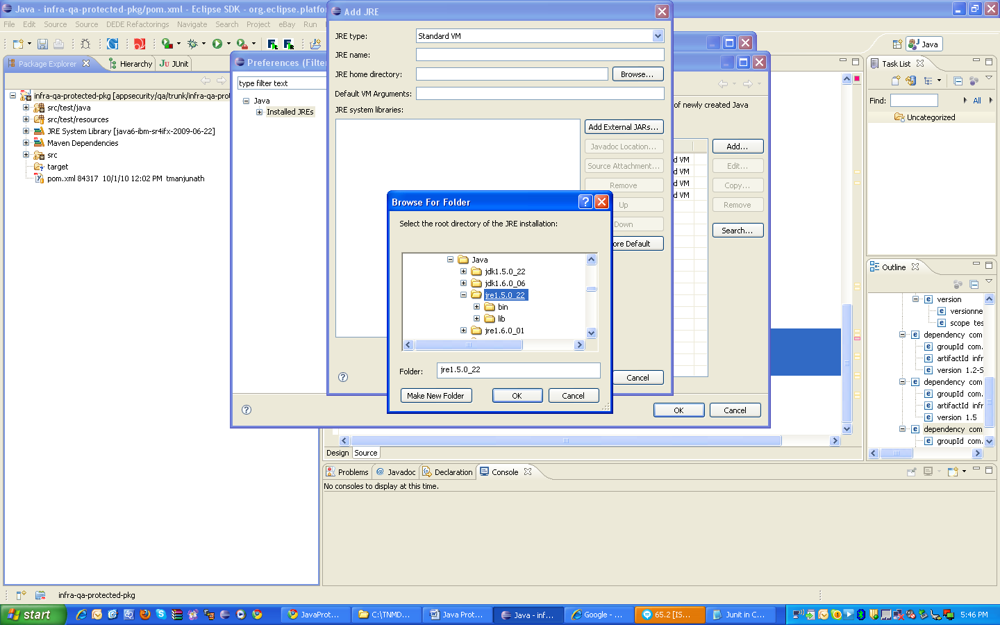 Java - infra-qa-protected-pkg/pom.xml - Eclipse SDK - org.eclipse.platfo
File Edit Source Source DEDE Refactorings Navigate Search Project eBay Run
Java
Package Explorer
Hierarchy
JUnit
infra-qa-protected-pkg [appsecurity/qa/trunk/infra-qa-pro
src/test/java
src/test/resources
JRE System Library [java6-ibm-sr4ifx-2009-06-22]
Maven Dependencies
src
target
pom.xml 84317 10/1/10 12:02 PM tmanjunath
Preferences (Filter
type filter text
Java
Installed JREs
of newly created Java
d VM
d VM
d VM
d VM
Add...
Edit...
Copy...
Remove
Search...
OK
Cancel
Add JRE
JRE type:
Standard VM
JRE name:
JRE home directory:
Browse...
Default VM Arguments:
JRE system libraries:
Add External JARs...
Javadoc Location...
Source Attachment...
Remove
Up
Down
ore Default
Cancel
Browse For Folder
Select the root directory of the JRE installation:
Java
jdk1.5.0_22
jdk1.6.0_06
jre1.5.0_22
bin
lib
jre1.6.0_01
Folder:
jre1.5.0_22
Make New Folder
OK
Cancel
Task List
Find:
All
Uncategorized
Outline
version
versionne
scope tes
dependency com
groupId com.
artifactId infr
version 1.2-S
dependency com
groupId com.
artifactId infr
version 1.5
dependency com
groupId com.
Design
Source
Problems
@ Javadoc
Declaration
Console
No consoles to display at this time.
infra-qa-protected-pkg
start
JavaProt...
C:\TNMD...
Java Prot...
Java - inf...
Google - ...
65.2 [IS...
Junit in C...
5:46 PM